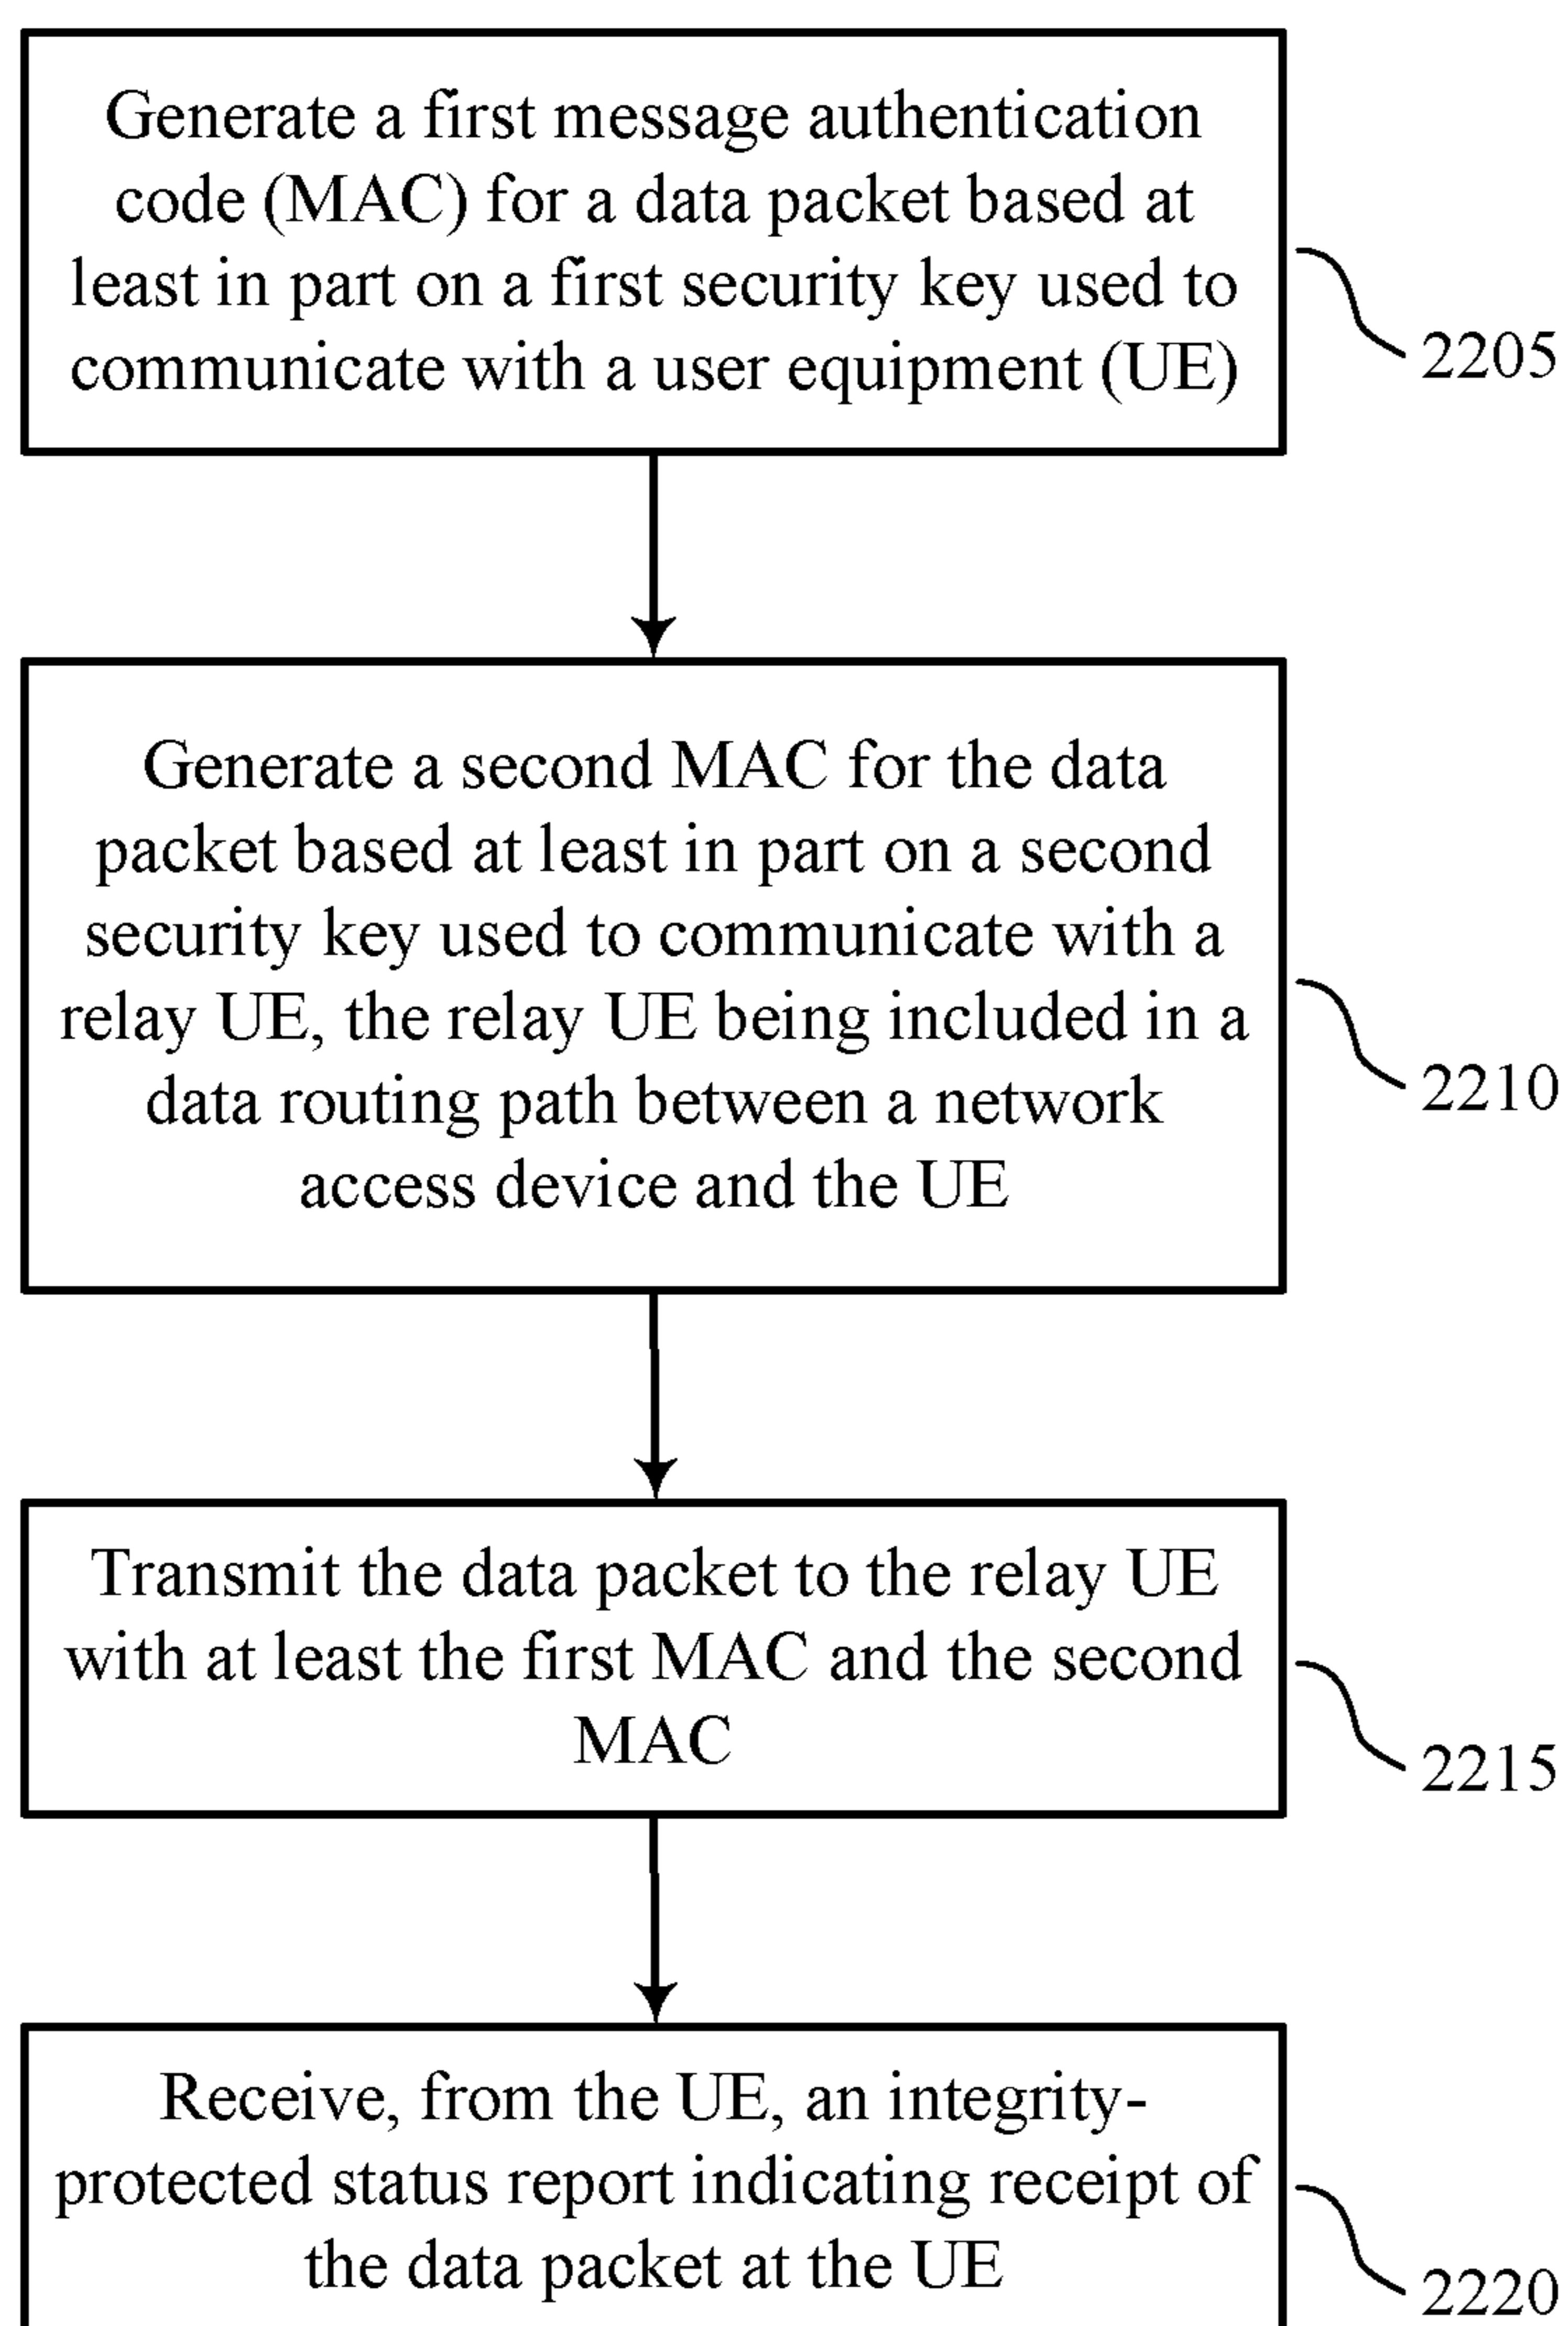 Generate a first message authentication
code (MAC) for a data packet based at
least in part on a first security key used to
communicate with a user equipment (UE)
2205
Generate a second MAC for the data
packet based at least in part on a second
security key used to communicate with a
relay UE, the relay UE being included in a
data routing path between a network
access device and the UE
2210
Transmit the data packet to the relay UE
with at least the first MAC and the second
MAC
2215
Receive, from the UE, an integrity-
protected status report indicating receipt of
the data packet at the UE
2220